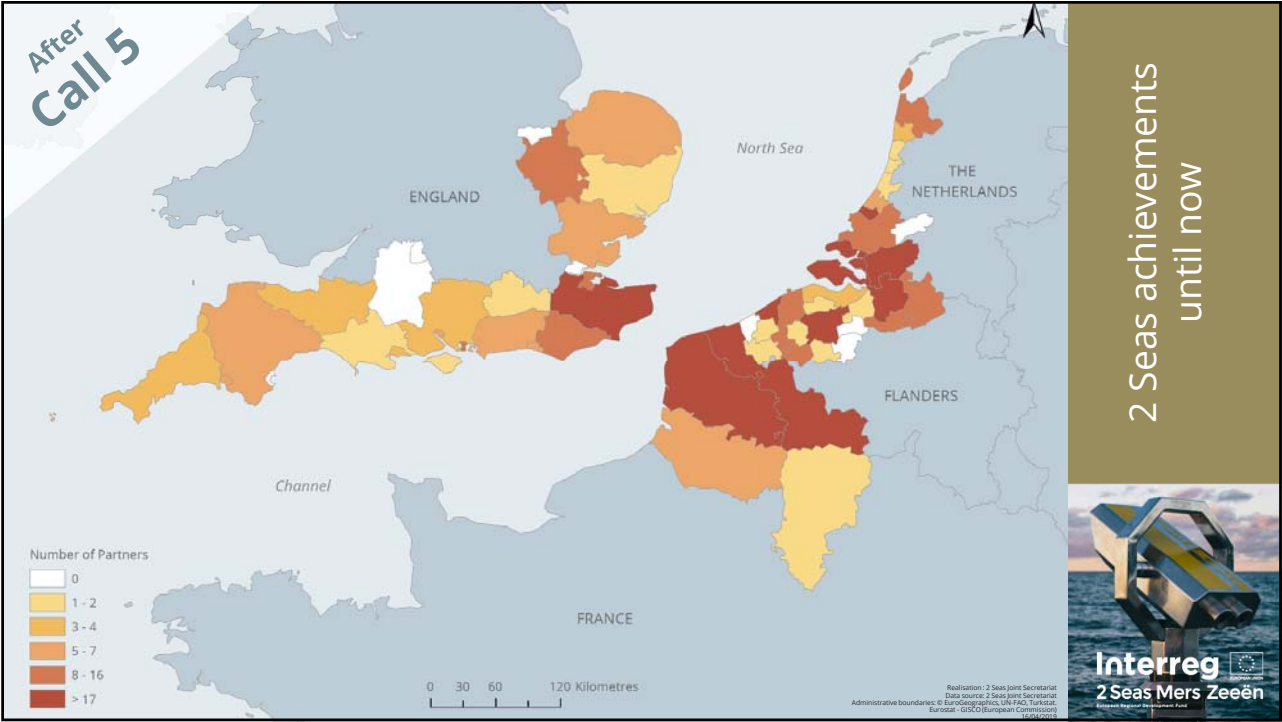 After
Call 5
North Sea
THE
NETHERLANDS
ENGLAND
FLANDERS
Channel
FRANCE
Number of Partners
0
1 - 2
3 - 4
5 - 7
8 - 16
> 17
0 30 60 120 Kilometres
Realisation : 2 Seas Joint Secretariat
Data source: 2 Seas Joint Secretariat
Administrative boundaries: © EuroGeographics, UN-FAO, Turkstat.
Eurostat - GISCO (European Commission)
16/04/2019
2 Seas achievements
until now
Interreg
EUROPEAN UNION
2 Seas Mers Zeeën
European Regional Development Fund